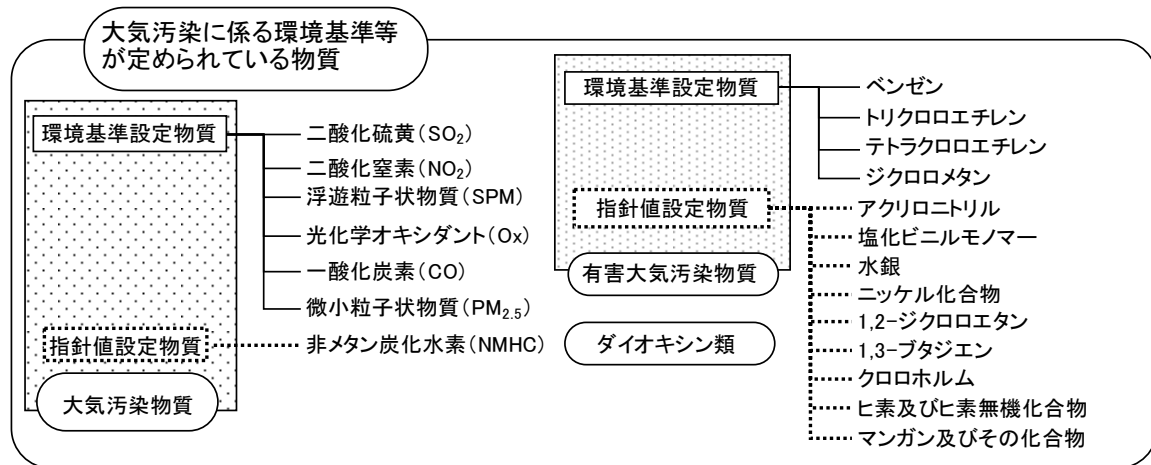 大気汚染に係る環境基準等
が定められている物質
環境基準設定物質
二酸化硫黄(SO₂)
二酸化窒素(NO₂)
浮遊粒子状物質(SPM)
光化学オキシダント(Ox)
一酸化炭素(CO)
微小粒子状物質(PM₂.₅)
指針値設定物質
非メタン炭化水素(NMHC)
大気汚染物質
環境基準設定物質
ベンゼン
トリクロロエチレン
テトラクロロエチレン
ジクロロメタン
指針値設定物質
アクリロニトリル
塩化ビニルモノマー
水銀
ニッケル化合物
1,2-ジクロロエタン
1,3-ブタジエン
クロロホルム
ヒ素及びヒ素無機化合物
マンガン及びその化合物
有害大気汚染物質
ダイオキシン類